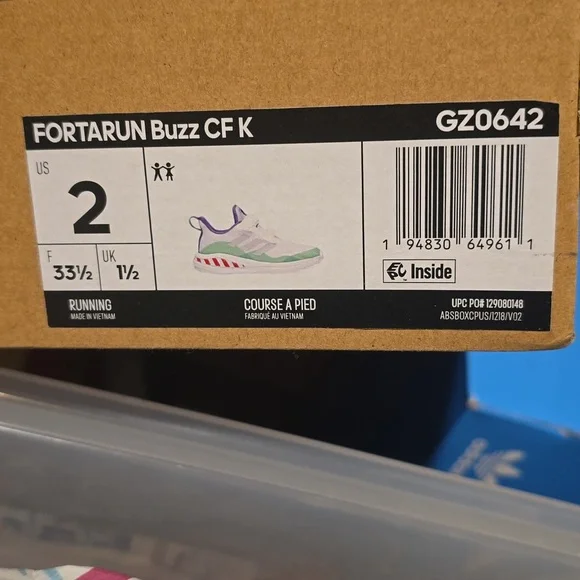 FORTARUN Buzz CF K
GZ0642
US
2
F
33½
UK
1½
1 94830 64961 1
Inside
RUNNING
MADE IN VIETNAM
COURSE A PIED
FABRIQUÉ AU VIETNAM
UPC PO# 129080148
ABSBOXCPUS/1218/V02